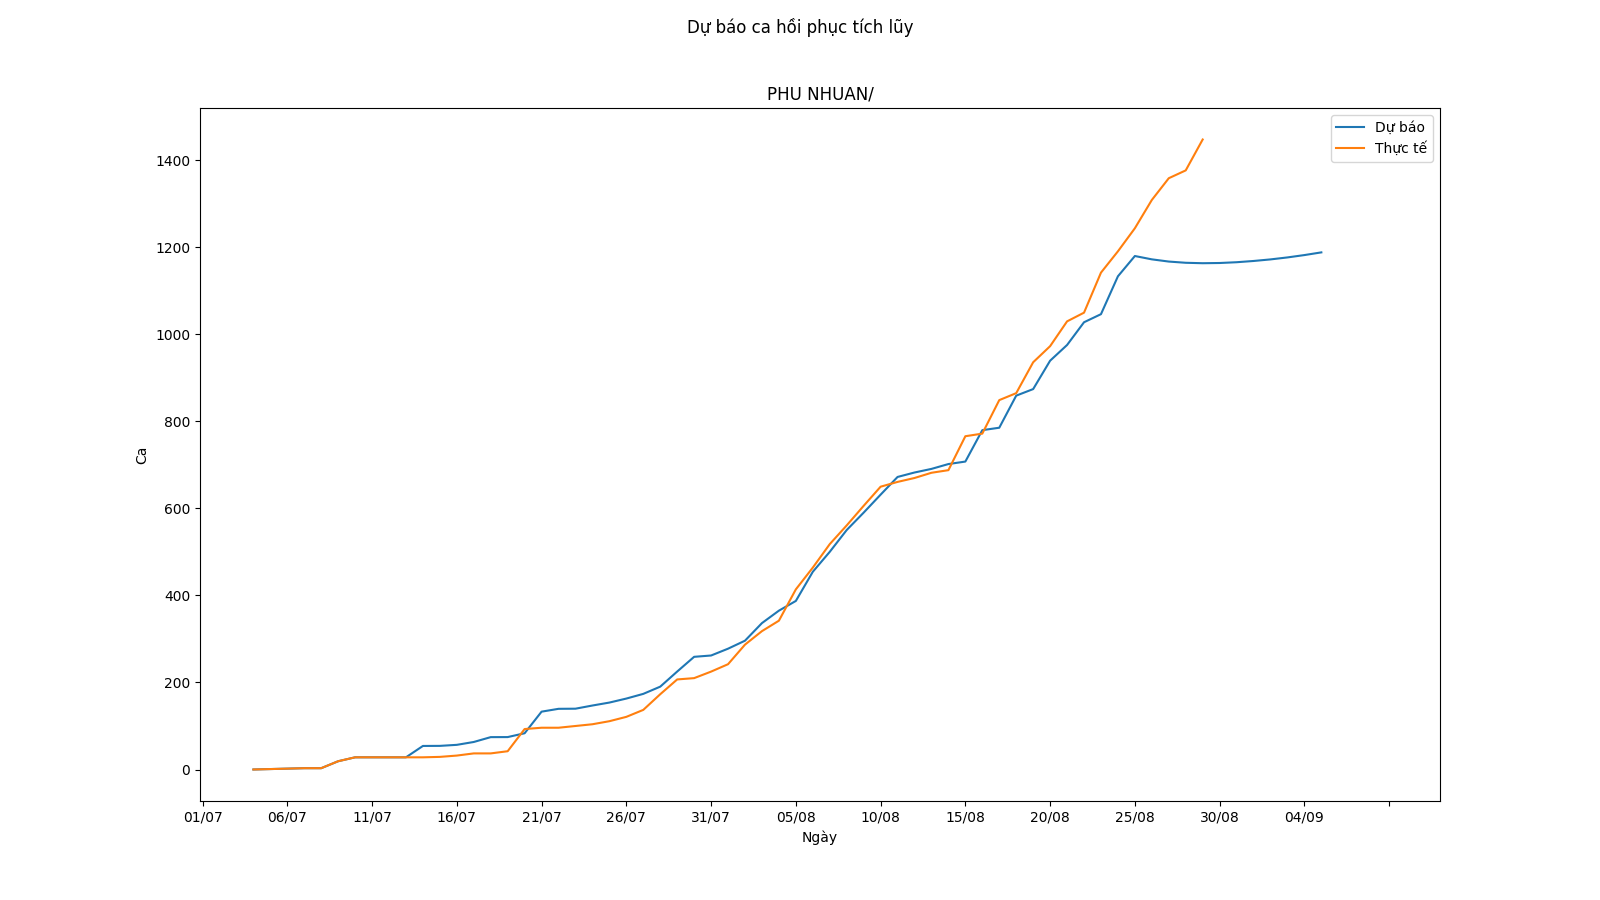 Dự báo ca hồi phục tích lũy
PHU NHUAN/
Dự báo
Thực tế
1400
1200
1000
800
600
400
200
0
Ca
01/07 06/07 11/07 16/07 21/07 26/07 31/07 05/08 10/08 15/08 20/08 25/08 30/08 04/09
Ngày